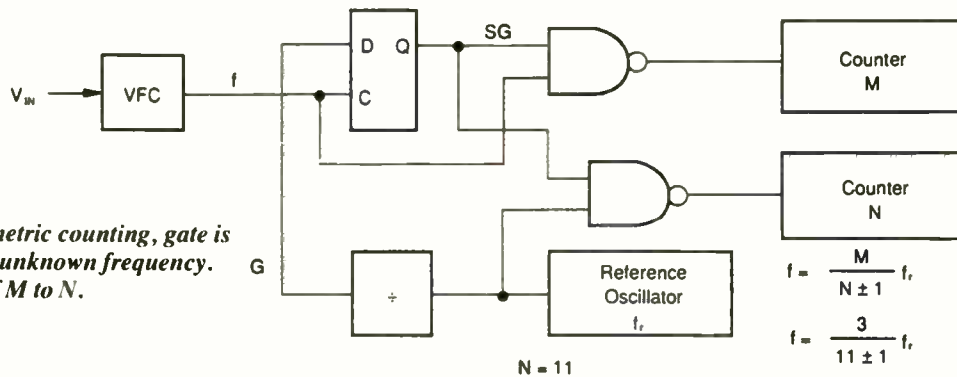 SG
D Q
C
V_IN
VFC
f
Counter
M
Counter
N
metric counting, gate is
unknown frequency.
M to N.
G
÷
Reference
Oscillator
f_r
f = M / (N ± 1) f_r
f = 3 / (11 ± 1) f_r
N = 11